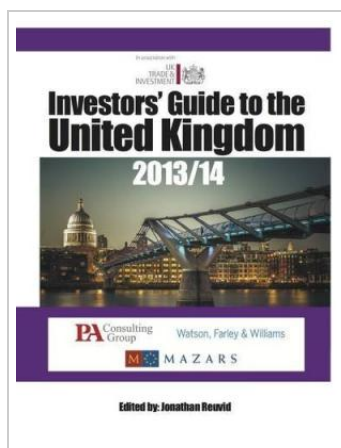 In association with
UK
TRADE &
INVESTMENT
Investors' Guide to the
United Kingdom
2013/14
PA Consulting
Group
Watson, Farley & Williams
M M A Z A R S
Edited by: Jonathan Reuvid